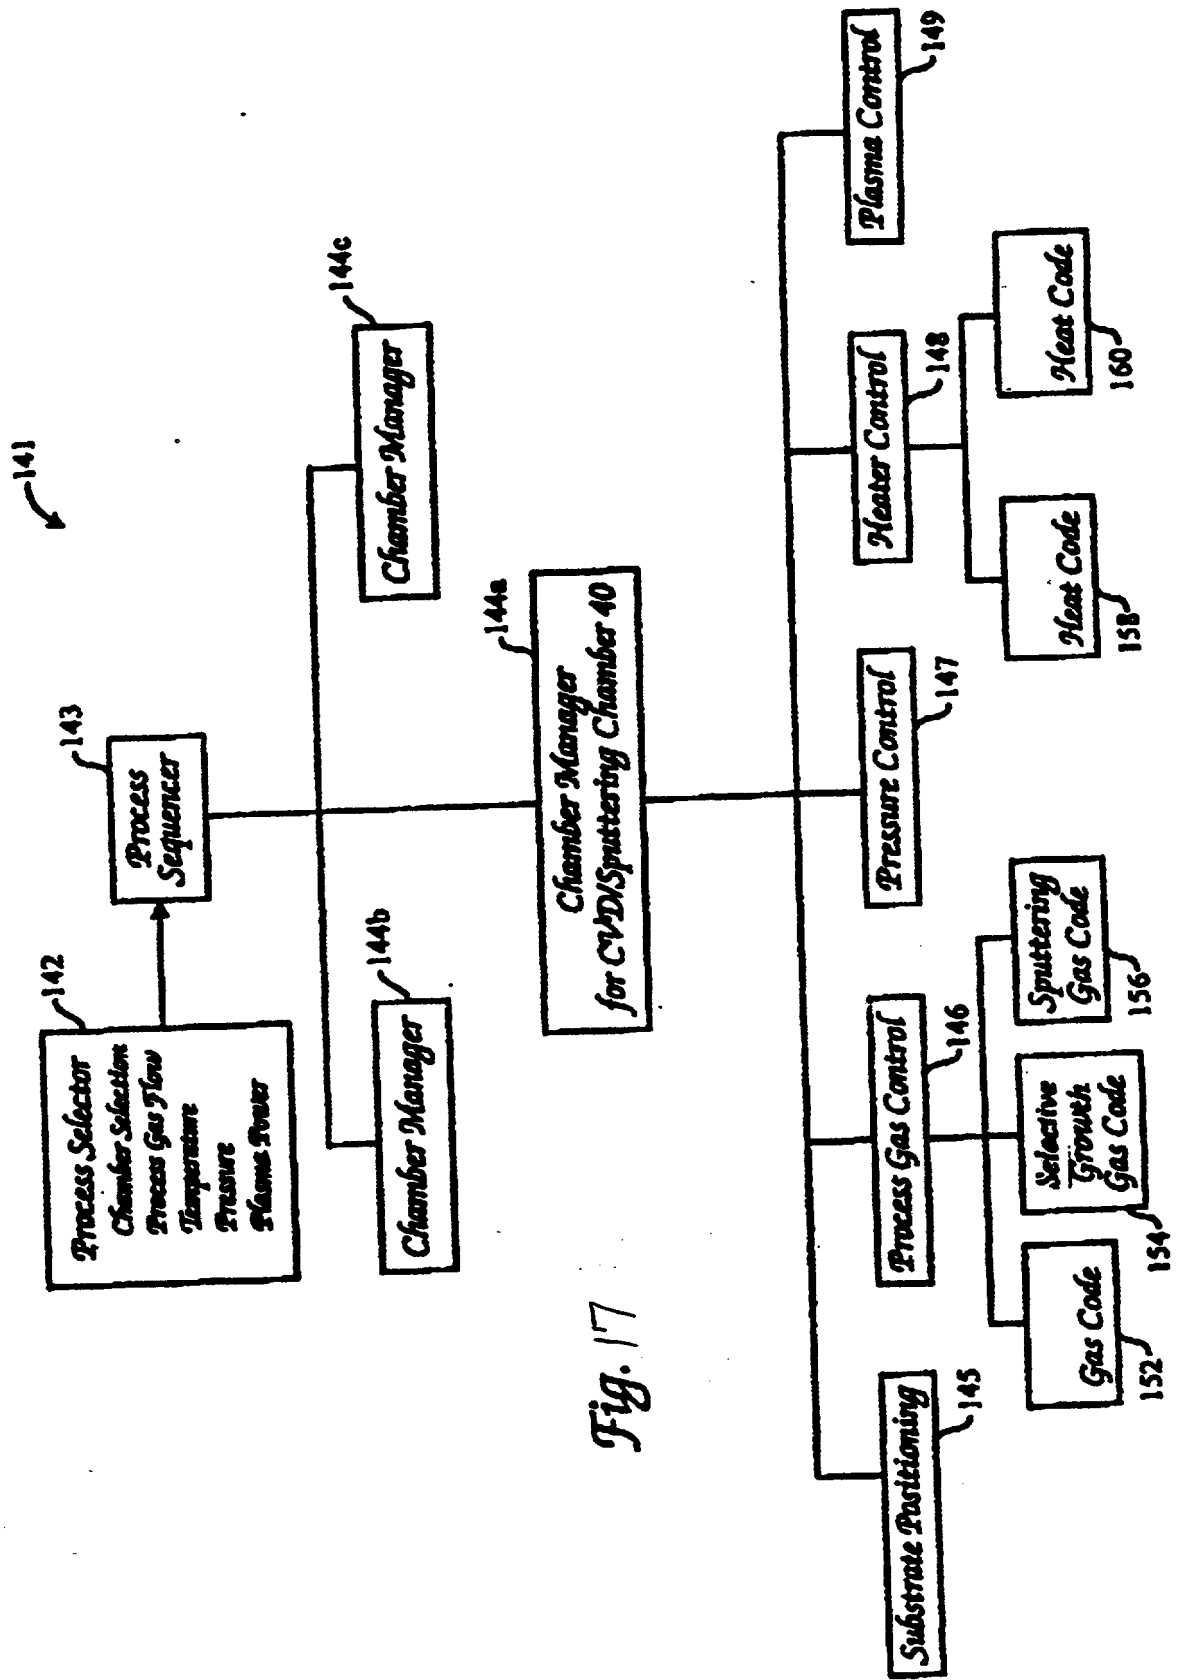 141
142
Process Selector
Chamber Selection
Process Gas Flow
Temperature
Pressure
Plasma Power
143
Process
Sequencer
144b
Chamber Manager
144c
Chamber Manager
144a
Chamber Manager
for CVD/Sputtering Chamber 40
Fig. 17
Substrate Positioning
145
Process Gas Control
146
Pressure Control
147
Heater Control
148
Plasma Control
149
Gas Code
152
Selective
Growth
Gas Code
154
Sputtering
Gas Code
156
Heat Code
158
Heat Code
160